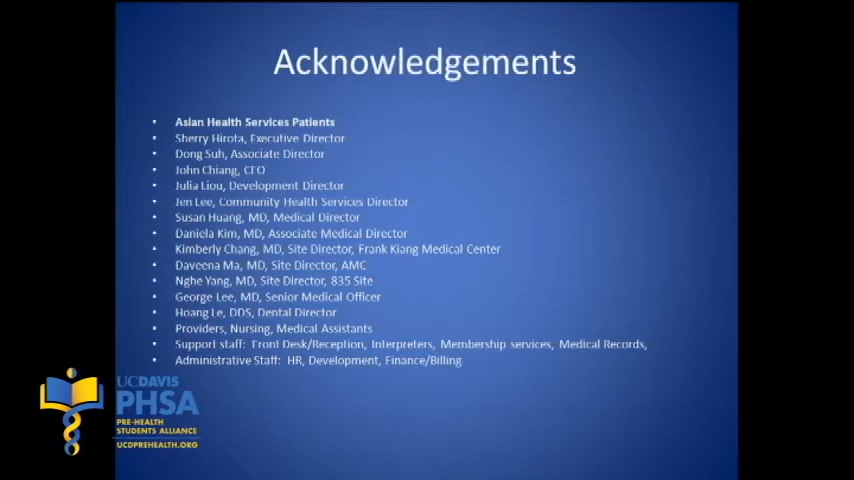 Acknowledgements
• Asian Health Services Patients
• Sherry Hirota, Executive Director
• Dong Suh, Associate Director
• John Chiang, CFO
• Julia Liou, Development Director
• Jen Lee, Community Health Services Director
• Susan Huang, MD, Medical Director
• Daniela Kim, MD, Associate Medical Director
• Kimberly Chang, MD, Site Director, Frank Kiang Medical Center
• Daveena Ma, MD, Site Director, AMC
• Nghe Yang, MD, Site Director, 835 Site
• George Lee, MD, Senior Medical Officer
• Hoang Le, DDS, Dental Director
• Providers, Nursing, Medical Assistants
• Support staff: Front Desk/Reception, Interpreters, Membership services, Medical Records,
• Administrative Staff: HR, Development, Finance/Billing
UCDAVIS
PHSA
PRE-HEALTH
STUDENTS ALLIANCE
UCDPREHEALTH.ORG